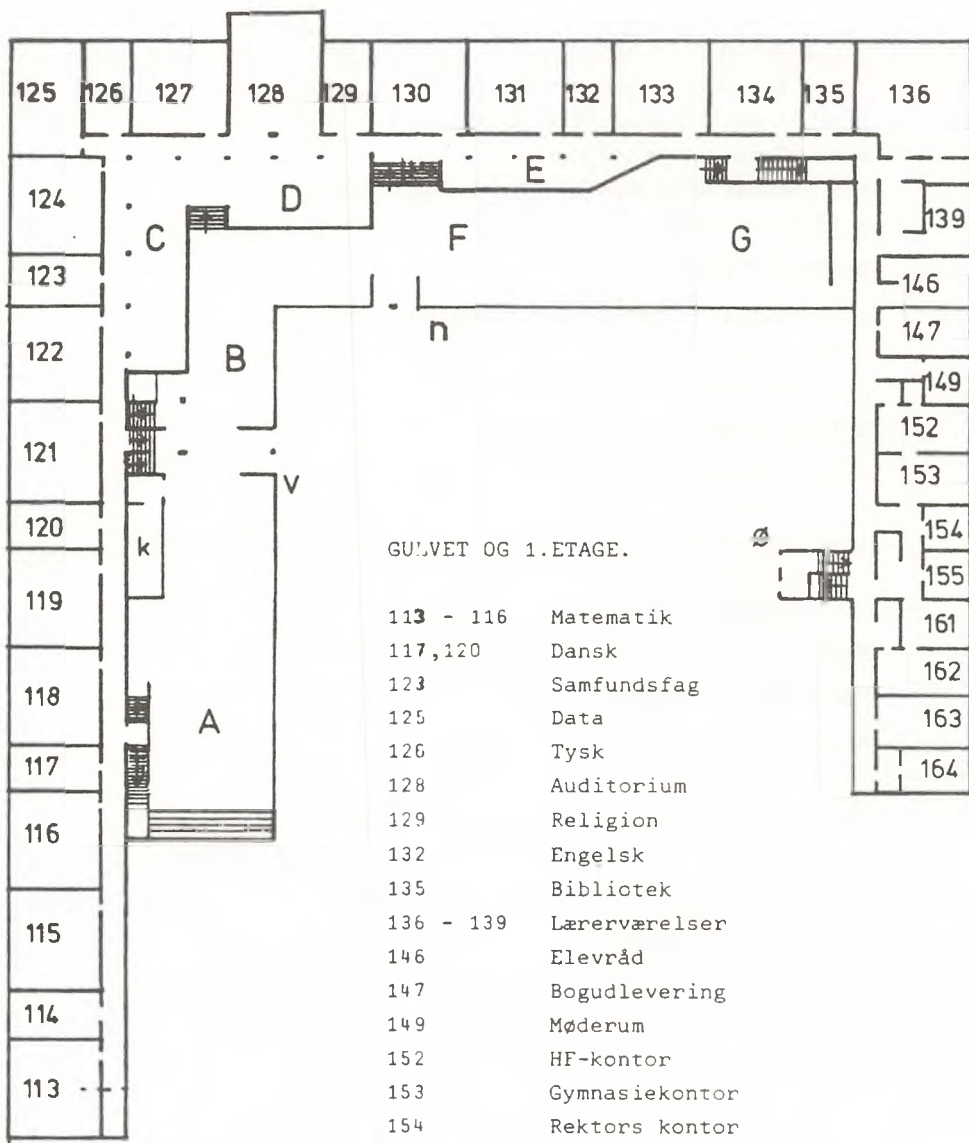 125 126 127 128 129 130 131 132 133 134 135 136
124 C D E F G 139
123 146
122 B n 147
149
121 152
v 153
120 k GULVET OG 1.ETAGE. ø 154
119 155
113 - 116 Matematik 161
117,120 Dansk
118 A 123 Samfundsfag 162
125 Data 163
117 126 Tysk 164
128 Auditorium
116 129 Religion
132 Engelsk
135 Bibliotek
115 136 - 139 Lærerværelser
146 Elevråd
114 147 Bogudlevering
149 Møderum
113 152 HF-kontor
153 Gymnasiekontor
154 Rektors kontor